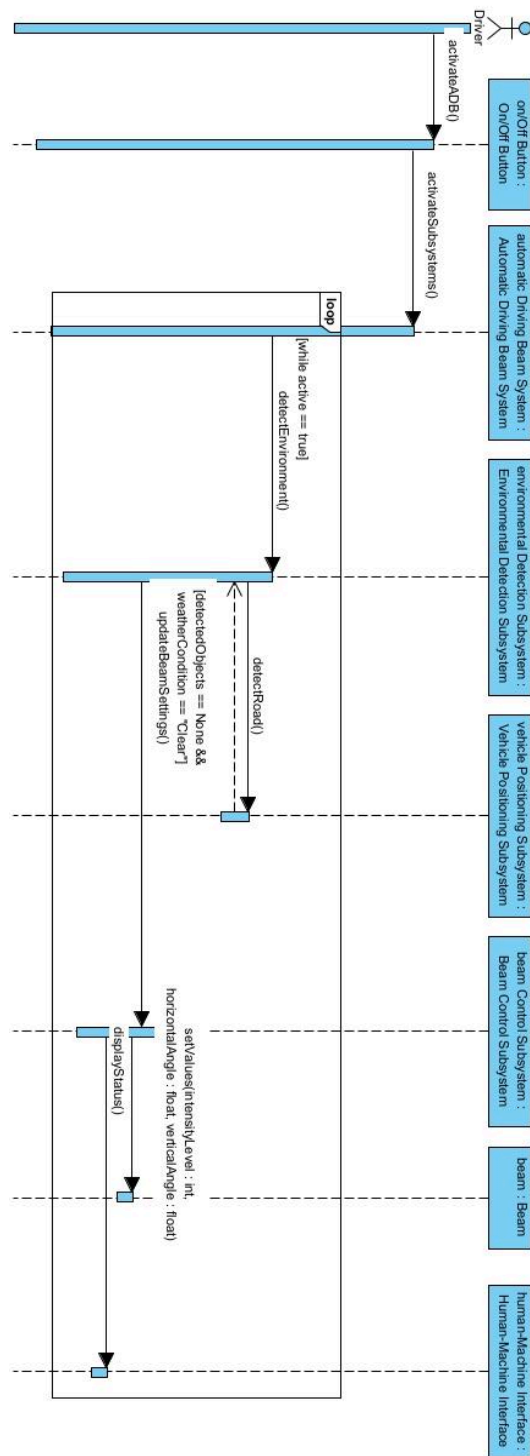 Driver
on/Off Button :
On/Off Button
automatic Driving Beam System :
Automatic Driving Beam System
environmental Detection Subsystem :
Environmental Detection Subsystem
vehicle Positioning Subsystem :
Vehicle Positioning Subsystem
beam Control Subsystem :
Beam Control Subsystem
beam : Beam
human-Machine Interface :
Human-Machine Interface
activateADB()
activateSubsystems()
loop
[while active == true]
detectEnvironment()
detectRoad()
[detectedObjects == None &&
weatherCondition == "Clear"]
updateBeamSettings()
setValues(intensityLevel : int,
horizontalAngle : float, verticalAngle : float)
displayStatus()